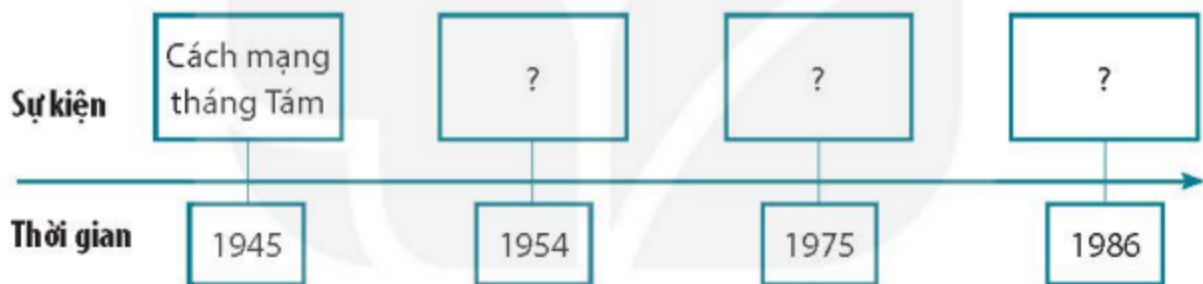 Sự kiện
Cách mạng
tháng Tám
?
?
?
Thời gian
1945
1954
1975
1986